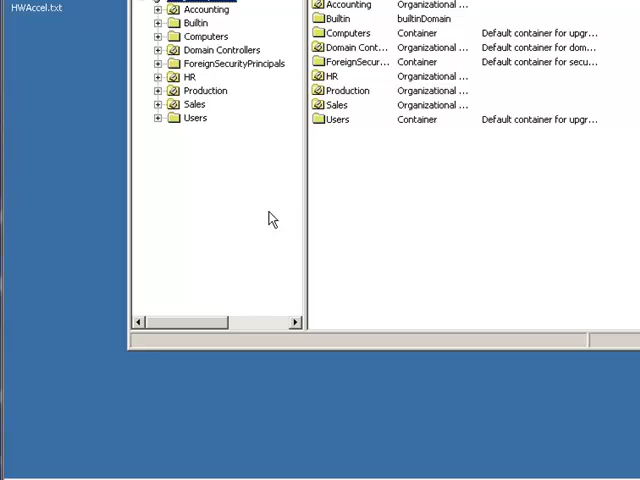 HWAccel.txt
Accounting
Builtin
Computers
Domain Controllers
ForeignSecurityPrincipals
HR
Production
Sales
Users
Accounting Organizational ...
Builtin builtinDomain
Computers Container Default container for upgr...
Domain Cont... Organizational ... Default container for dom...
ForeignSecur... Container Default container for secu...
HR Organizational ...
Production Organizational ...
Sales Organizational ...
Users Container Default container for upgr...